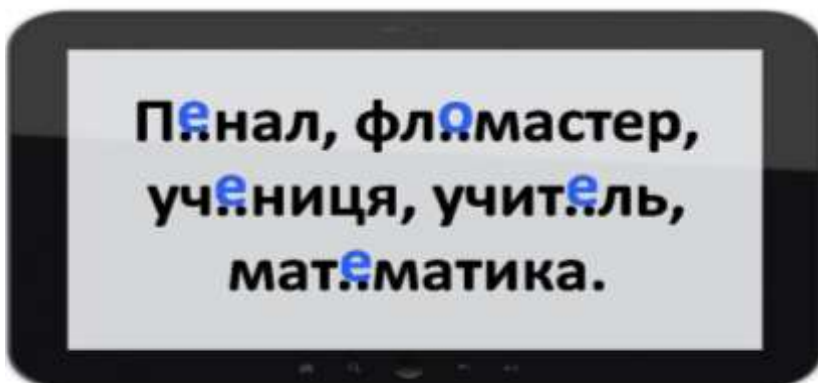 Пенал, фломастер,
учениця, учитель,
математика.